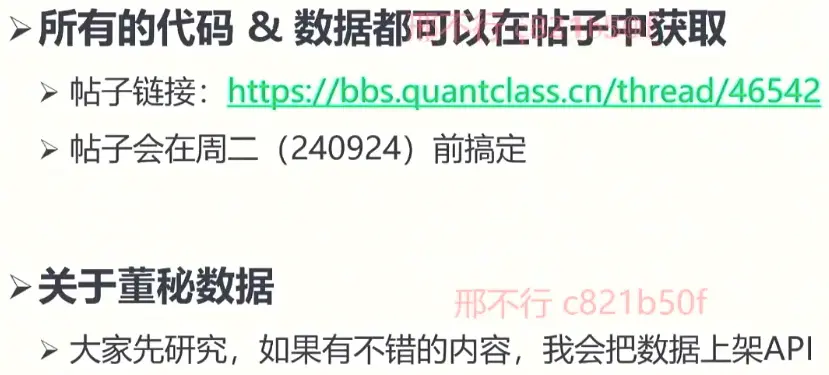 ➢所有的代码 & 数据都可以在帖子中获取
➢ 帖子链接：https://bbs.quantclass.cn/thread/46542
➢ 帖子会在周二（240924）前搞定
➢关于董秘数据
邢不行 c821b50f
➢ 大家先研究，如果有不错的内容，我会把数据上架API